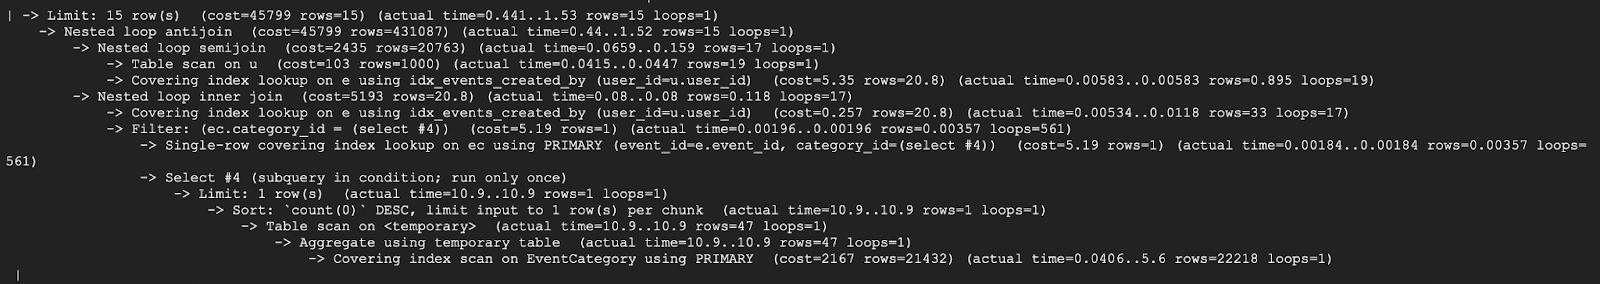 | -> Limit: 15 row(s)  (cost=45799 rows=15) (actual time=0.441..1.53 rows=15 loops=1)
    -> Nested loop antijoin  (cost=45799 rows=431087) (actual time=0.44..1.52 rows=15 loops=1)
        -> Nested loop semijoin  (cost=2435 rows=20763) (actual time=0.0659..0.159 rows=17 loops=1)
            -> Table scan on u  (cost=103 rows=1000) (actual time=0.0415..0.0447 rows=19 loops=1)
            -> Covering index lookup on e using idx_events_created_by (user_id=u.user_id)  (cost=5.35 rows=20.8) (actual time=0.00583..0.00583 rows=0.895 loops=19)
        -> Nested loop inner join  (cost=5193 rows=20.8) (actual time=0.08..0.08 rows=0.118 loops=17)
            -> Covering index lookup on e using idx_events_created_by (user_id=u.user_id)  (cost=0.257 rows=20.8) (actual time=0.00534..0.0118 rows=33 loops=17)
            -> Filter: (ec.category_id = (select #4))  (cost=5.19 rows=1) (actual time=0.00196..0.00196 rows=0.00357 loops=561)
                -> Single-row covering index lookup on ec using PRIMARY (event_id=e.event_id, category_id=(select #4))  (cost=5.19 rows=1) (actual time=0.00184..0.00184 rows=0.00357 loops=
561)
                -> Select #4 (subquery in condition; run only once)
                    -> Limit: 1 row(s)  (actual time=10.9..10.9 rows=1 loops=1)
                        -> Sort: `count(0)` DESC, limit input to 1 row(s) per chunk  (actual time=10.9..10.9 rows=1 loops=1)
                            -> Table scan on <temporary>  (actual time=10.9..10.9 rows=47 loops=1)
                                -> Aggregate using temporary table  (actual time=10.9..10.9 rows=47 loops=1)
                                    -> Covering index scan on EventCategory using PRIMARY  (cost=2167 rows=21432) (actual time=0.0406..5.6 rows=22218 loops=1)
 |